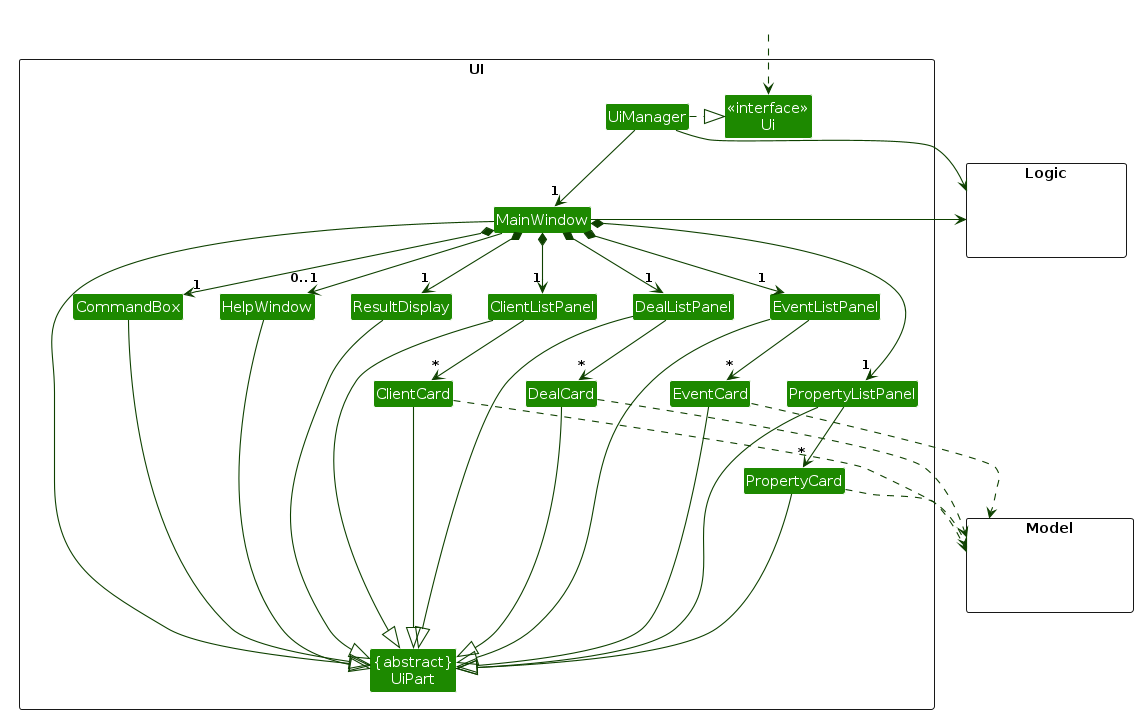 UI
«interface»
Ui
UiManager
Logic
1
MainWindow
1
0..1
1
1
1
1
CommandBox
HelpWindow
ResultDisplay
ClientListPanel
DealListPanel
EventListPanel
*
*
*
1
ClientCard
DealCard
EventCard
PropertyListPanel
*
PropertyCard
Model
{abstract}
UiPart